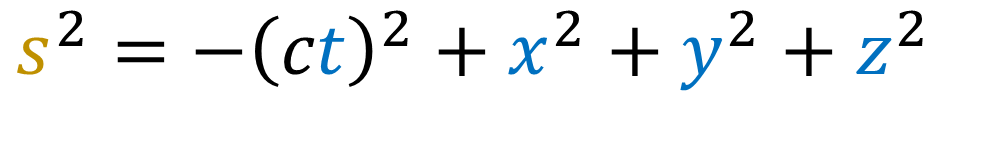 s² = −(ct)² + x² + y² + z²